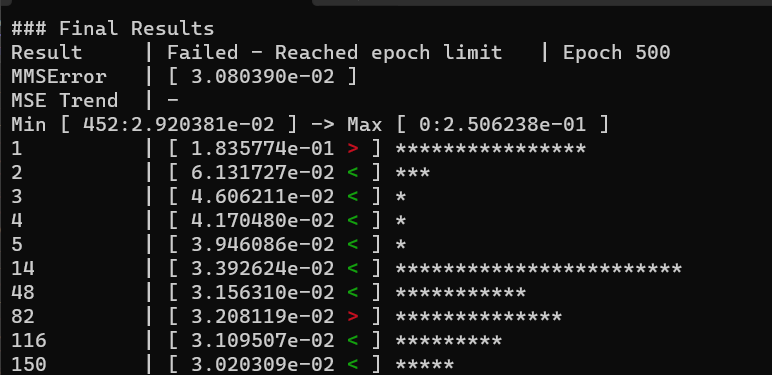 ### Final Results
Result     | Failed - Reached epoch limit   | Epoch 500
MMSError   | [ 3.080390e-02 ]
MSE Trend  | -
Min [ 452:2.920381e-02 ] -> Max [ 0:2.506238e-01 ]
1          | [ 1.835774e-01 > ] ****************
2          | [ 6.131727e-02 < ] ***
3          | [ 4.606211e-02 < ] *
4          | [ 4.170480e-02 < ] *
5          | [ 3.946086e-02 < ] *
14         | [ 3.392624e-02 < ] ************************
48         | [ 3.156310e-02 < ] ***********
82         | [ 3.208119e-02 > ] **************
116        | [ 3.109507e-02 < ] *********
150        | [ 3.020309e-02 < ] *****